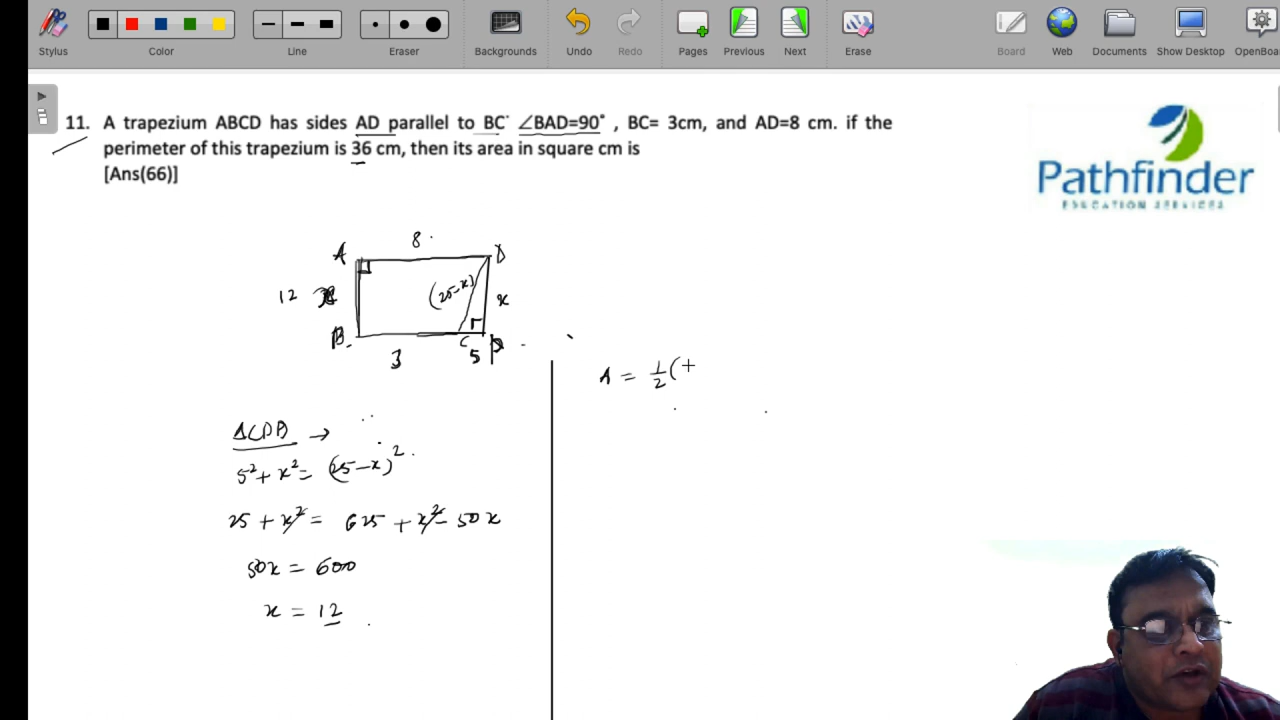 Stylus
Color
Line
Eraser
Backgrounds
Undo
Redo
Pages
Previous
Next
Erase
Board
Web
Documents
Show Desktop
OpenBoa
11. A trapezium ABCD has sides AD parallel to BC' ∠BAD=90° , BC= 3cm, and AD=8 cm. if the
perimeter of this trapezium is 36 cm, then its area in square cm is
[Ans(66)]
Pathfinder
EDUCATION SERVICES
8
A
D
12
(25-x)
x
B
C
3
5
A = 1/2 (+
5² + x² = (25-x)²
25 + x² = 625 + x² - 50x
50x = 600
x = 12